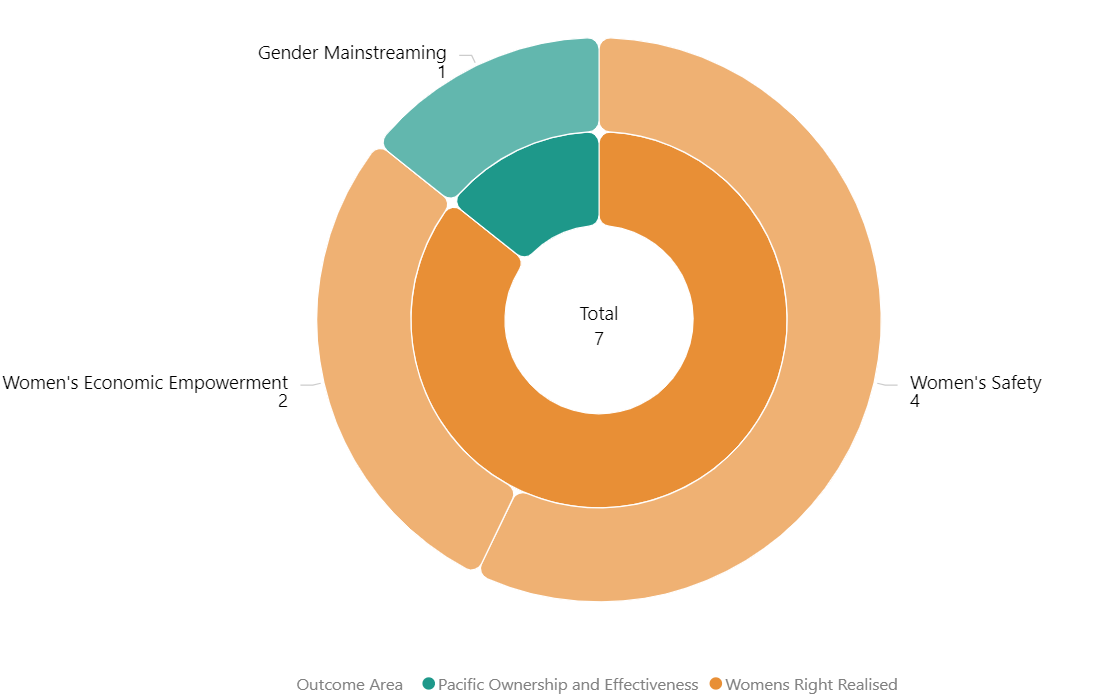 Gender Mainstreaming
1
Total
7
Women's Economic Empowerment
2
Women's Safety
4
Outcome Area Pacific Ownership and Effectiveness Womens Right Realised